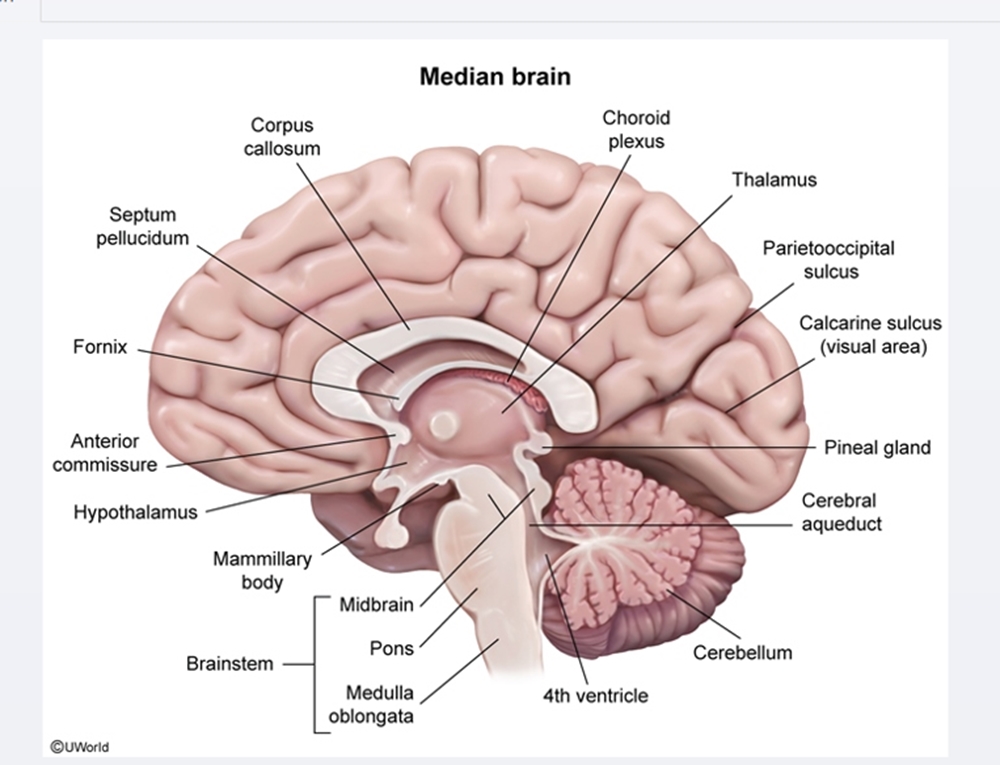 Median brain
Corpus
callosum
Choroid
plexus
Thalamus
Septum
pellucidum
Parietooccipital
sulcus
Calcarine sulcus
(visual area)
Fornix
Anterior
commissure
Pineal gland
Hypothalamus
Cerebral
aqueduct
Mammillary
body
Midbrain
Pons
Brainstem
Cerebellum
Medulla
oblongata
4th ventricle
©UWorld